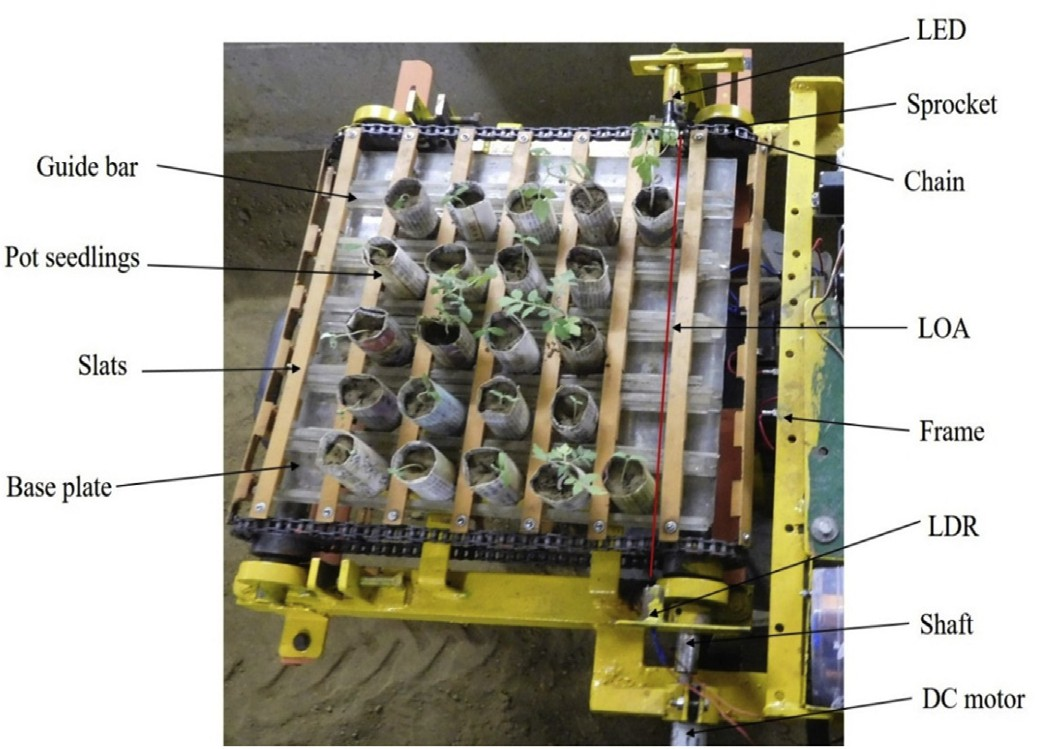 LED
Sprocket
Guide bar
Chain
Pot seedlings
LOA
Slats
Frame
Base plate
LDR
Shaft
DC motor